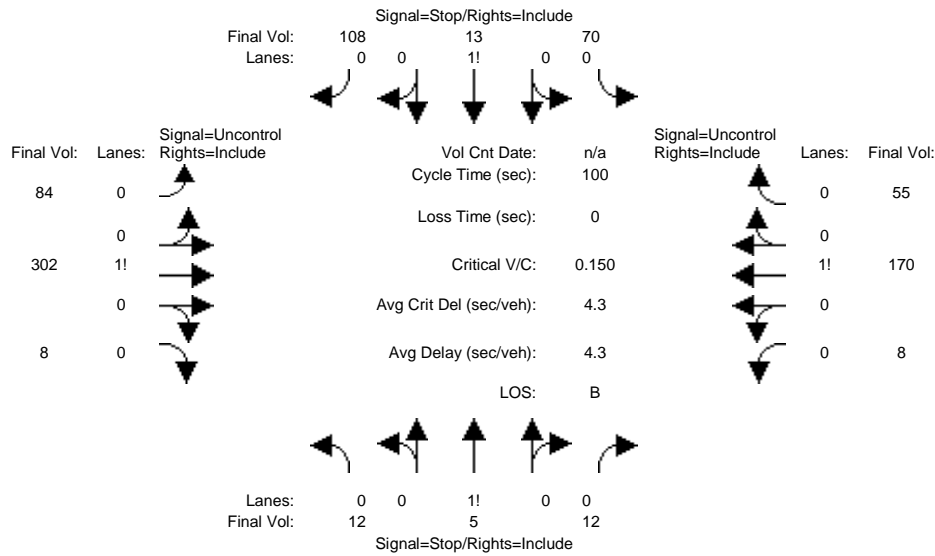 Signal=Stop/Rights=Include
Final Vol: 108 13 70
Lanes: 0 0 1! 0 0
Signal=Uncontrol Signal=Uncontrol
Final Vol: Lanes: Rights=Include Vol Cnt Date: n/a Rights=Include Lanes: Final Vol:
Cycle Time (sec): 100
84 0 0 55
Loss Time (sec): 0
0 0
302 1! Critical V/C: 0.150 1! 170
0 Avg Crit Del (sec/veh): 4.3 0
8 0 Avg Delay (sec/veh): 4.3 0 8
LOS: B
Lanes: 0 0 1! 0 0
Final Vol: 12 5 12
Signal=Stop/Rights=Include